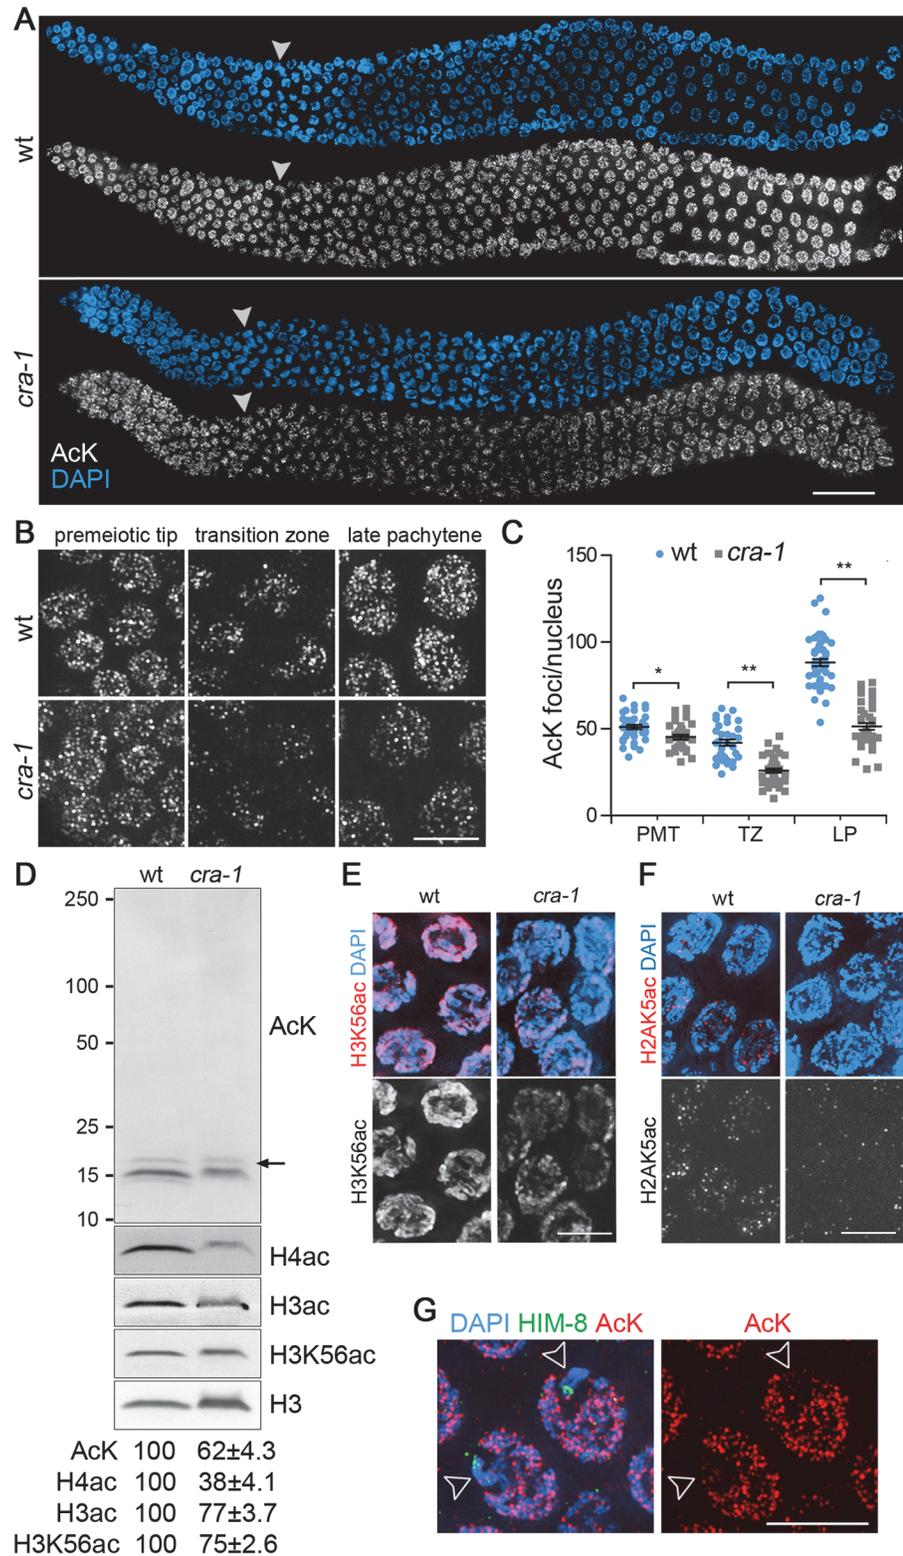 A
wt
cra-1
AcK
DAPI
B
premeiotic tip transition zone late pachytene
wt
cra-1
C
wt cra-1
AcK foci/nucleus
150
100
50
0
* ** **
PMT TZ LP
D
wt cra-1
250
100
50
25
15
10
AcK
H4ac
H3ac
H3K56ac
H3
AcK 100 62±4.3
H4ac 100 38±4.1
H3ac 100 77±3.7
H3K56ac 100 75±2.6
E
wt cra-1
H3K56ac DAPI
H3K56ac
F
wt cra-1
H2AK5ac DAPI
H2AK5ac
G
DAPI HIM-8 AcK AcK